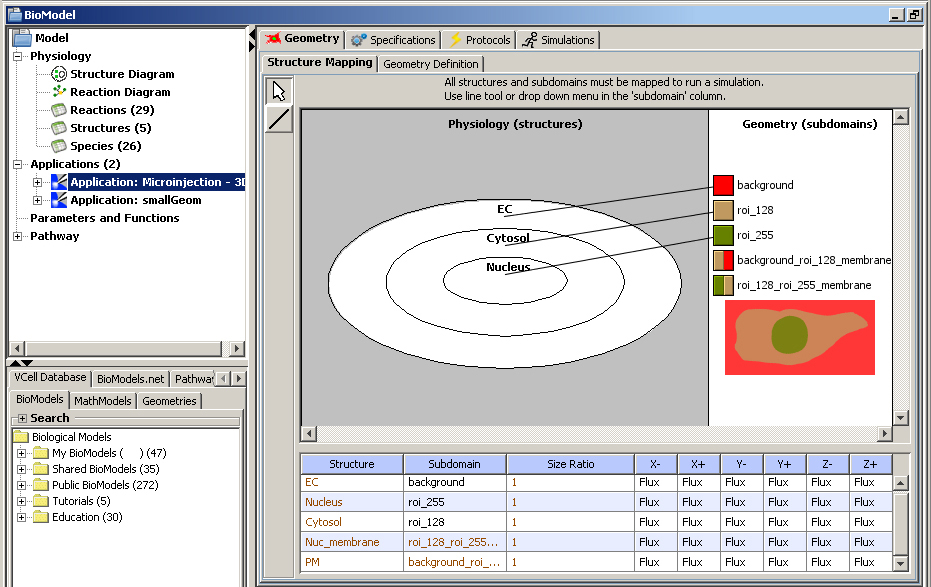 BioModel
Model
Physiology
Structure Diagram
Reaction Diagram
Reactions (29)
Structures (5)
Species (26)
Applications (2)
Application: Microinjection - 3D
Application: smallGeom
Parameters and Functions
Pathway
VCell Database
BioModels.net
Pathway
BioModels
MathModels
Geometries
Search
Biological Models
My BioModels ( ) (47)
Shared BioModels (35)
Public BioModels (272)
Tutorials (5)
Education (30)
Geometry
Specifications
Protocols
Simulations
Structure Mapping
Geometry Definition
All structures and subdomains must be mapped to run a simulation.
Use line tool or drop down menu in the 'subdomain' column.
Physiology (structures)
Geometry (subdomains)
EC
Cytosol
Nucleus
background
roi_128
roi_255
background_roi_128_membrane
roi_128_roi_255_membrane
Structure Subdomain Size Ratio X- X+ Y- Y+ Z- Z+
EC background 1 Flux Flux Flux Flux Flux Flux
Nucleus roi_255 1 Flux Flux Flux Flux Flux Flux
Cytosol roi_128 1 Flux Flux Flux Flux Flux Flux
Nuc_membrane roi_128_roi_255... 1 Flux Flux Flux Flux Flux Flux
PM background_roi_... 1 Flux Flux Flux Flux Flux Flux